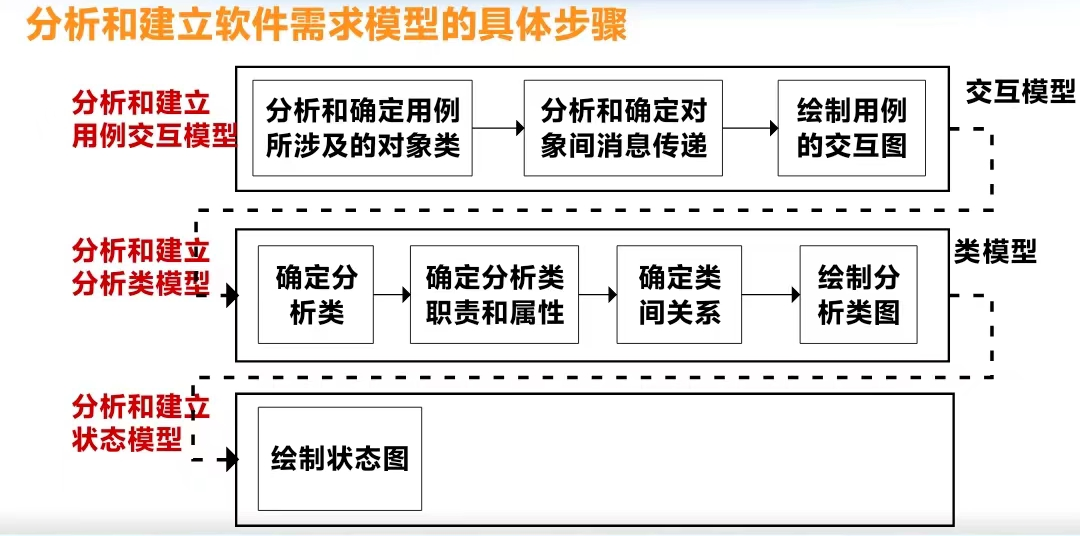 分析和建立软件需求模型的具体步骤
分析和建立
用例交互模型
分析和确定用例
所涉及的对象类
分析和确定对
象间消息传递
绘制用例
的交互图
交互模型
分析和建立
分析类模型
确定分
析类
确定分析类
职责和属性
确定类
间关系
绘制分
析类图
类模型
分析和建立
状态模型
绘制状态图